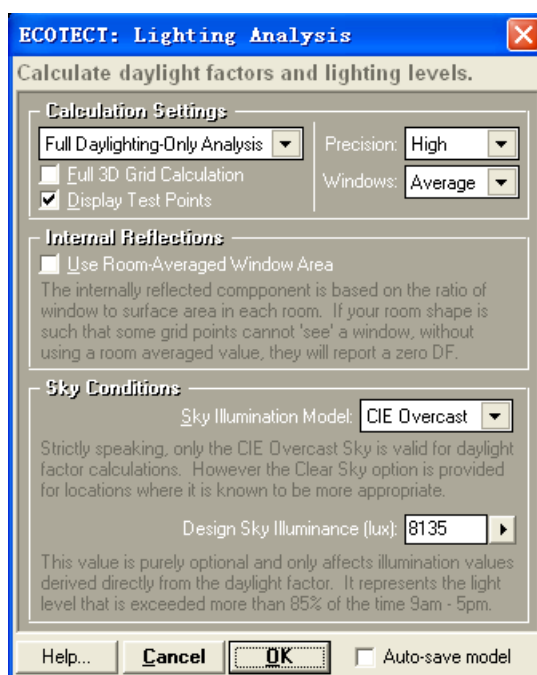 ECOTECT: Lighting Analysis
Calculate daylight factors and lighting levels.
Calculation Settings
Full Daylighting-Only Analysis
Precision: High
Full 3D Grid Calculation
Windows: Average
Display Test Points
Internal Reflections
Use Room-Averaged Window Area
The internally reflected compponent is based on the ratio of
window to surface area in each room. If your room shape is
such that some grid points cannot 'see' a window, without
using a room averaged value, they will report a zero DF.
Sky Conditions
Sky Illumination Model: CIE Overcast
Strictly speaking, only the CIE Overcast Sky is valid for daylight
factor calculations. However the Clear Sky option is provided
for locations where it is known to be more appropriate.
Design Sky Illuminance (lux): 8135
This value is purely optional and only affects illumination values
derived directly from the daylight factor. It represents the light
level that is exceeded more than 85% of the time 9am - 5pm.
Help... Cancel OK Auto-save model